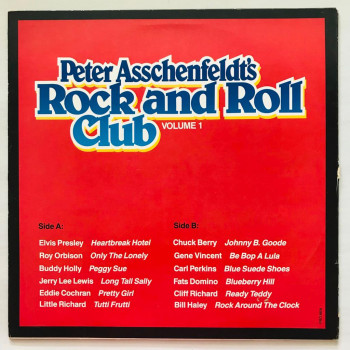 Peter Asschenfeldt's
Rock and Roll
Club VOLUME 1
Side A:
Elvis Presley Heartbreak Hotel
Roy Orbison Only The Lonely
Buddy Holly Peggy Sue
Jerry Lee Lewis Long Tall Sally
Eddie Cochran Pretty Girl
Little Richard Tutti Frutti
Side B:
Chuck Berry Johnny B. Goode
Gene Vincent Be Bop A Lula
Carl Perkins Blue Suede Shoes
Fats Domino Blueberry Hill
Cliff Richard Ready Teddy
Bill Haley Rock Around The Clock